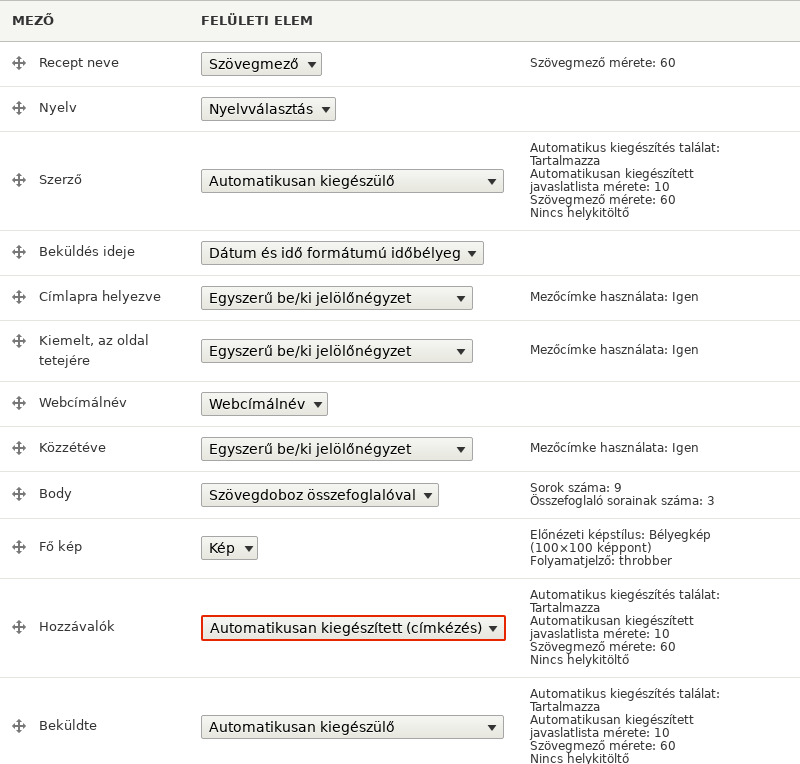 MEZŐ FELÜLETI ELEM
Recept neve Szövegmező Szövegmező mérete: 60
Nyelv Nyelvválasztás
Szerző Automatikusan kiegészülő
Automatikus kiegészítés találat:
Tartalmazza
Automatikusan kiegészített
javaslatlista mérete: 10
Szövegmező mérete: 60
Nincs helykitöltő
Beküldés ideje Dátum és idő formátumú időbélyeg
Címlapra helyezve Egyszerű be/ki jelölőnégyzet Mezőcímke használata: Igen
Kiemelt, az oldal
tetejére
Egyszerű be/ki jelölőnégyzet Mezőcímke használata: Igen
Webcímálnév Webcímálnév
Közzétéve Egyszerű be/ki jelölőnégyzet Mezőcímke használata: Igen
Body Szövegdoboz összefoglalóval
Sorok száma: 9
Összefoglaló sorainak száma: 3
Fő kép Kép
Előnézeti képstílus: Bélyegkép
(100×100 képpont)
Folyamatjelző: throbber
Hozzávalók Automatikusan kiegészített (címkézés)
Automatikus kiegészítés találat:
Tartalmazza
Automatikusan kiegészített
javaslatlista mérete: 10
Szövegmező mérete: 60
Nincs helykitöltő
Beküldte Automatikusan kiegészülő
Automatikus kiegészítés találat:
Tartalmazza
Automatikusan kiegészített
javaslatlista mérete: 10
Szövegmező mérete: 60
Nincs helykitöltő